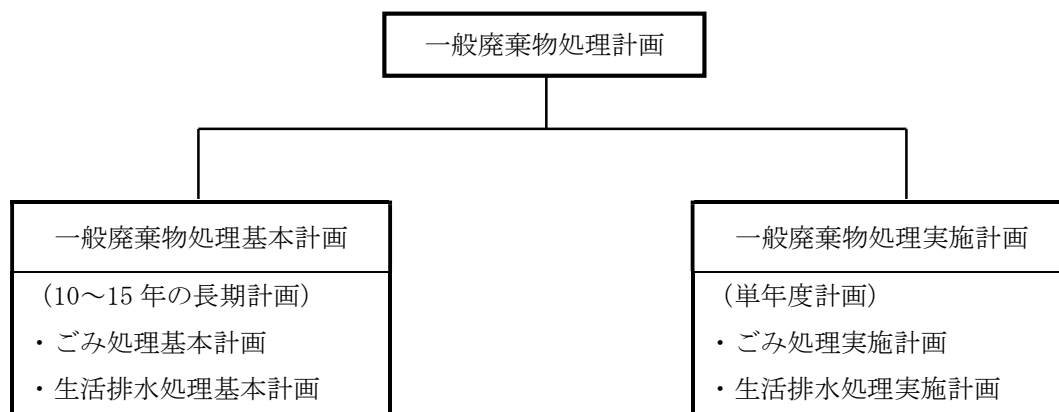 一般廃棄物処理計画
一般廃棄物処理基本計画
（10～15 年の長期計画）
・ごみ処理基本計画
・生活排水処理基本計画
一般廃棄物処理実施計画
（単年度計画）
・ごみ処理実施計画
・生活排水処理実施計画